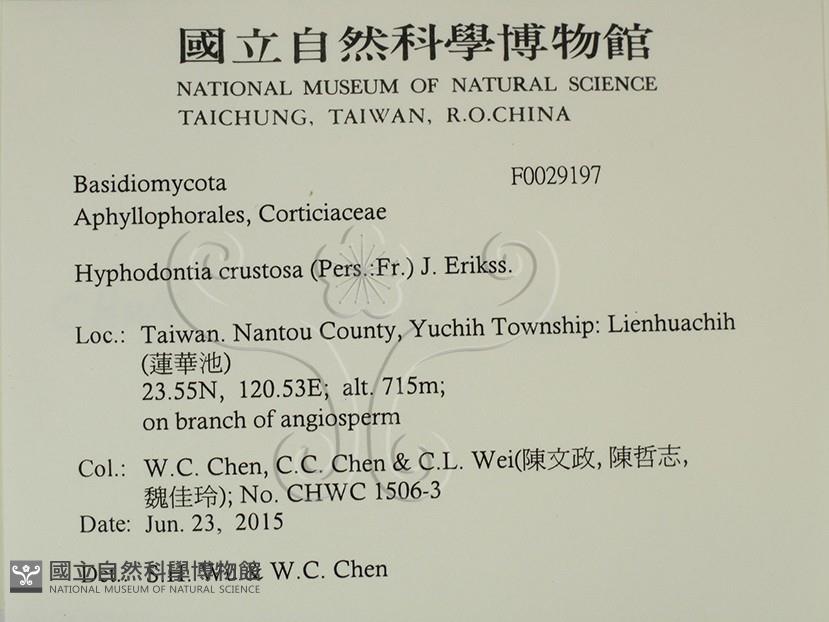 國立自然科學博物館
NATIONAL MUSEUM OF NATURAL SCIENCE
TAICHUNG, TAIWAN, R.O.CHINA
Basidiomycota F0029197
Aphyllophorales, Corticiaceae
Hyphodontia crustosa (Pers.:Fr.) J. Erikss.
Loc.: Taiwan. Nantou County, Yuchih Township: Lienhuachih
(蓮華池)
23.55N, 120.53E; alt. 715m;
on branch of angiosperm
Col.: W.C. Chen, C.C. Chen & C.L. Wei(陳文政, 陳哲志,
魏佳玲); No. CHWC 1506-3
Date: Jun. 23, 2015
Det.: S.H. Wu & W.C. Chen
國立自然科學博物館
NATIONAL MUSEUM OF NATURAL SCIENCE